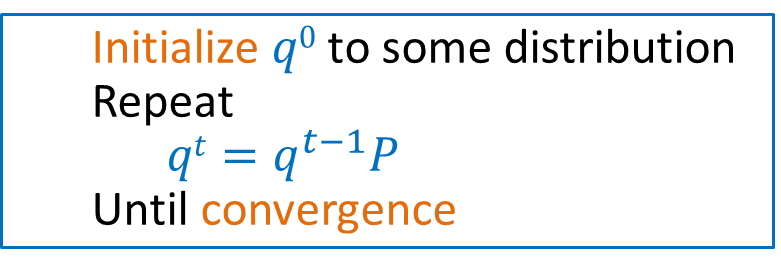 Initialize q⁰ to some distribution
Repeat
qᵗ = qᵗ⁻¹P
Until convergence